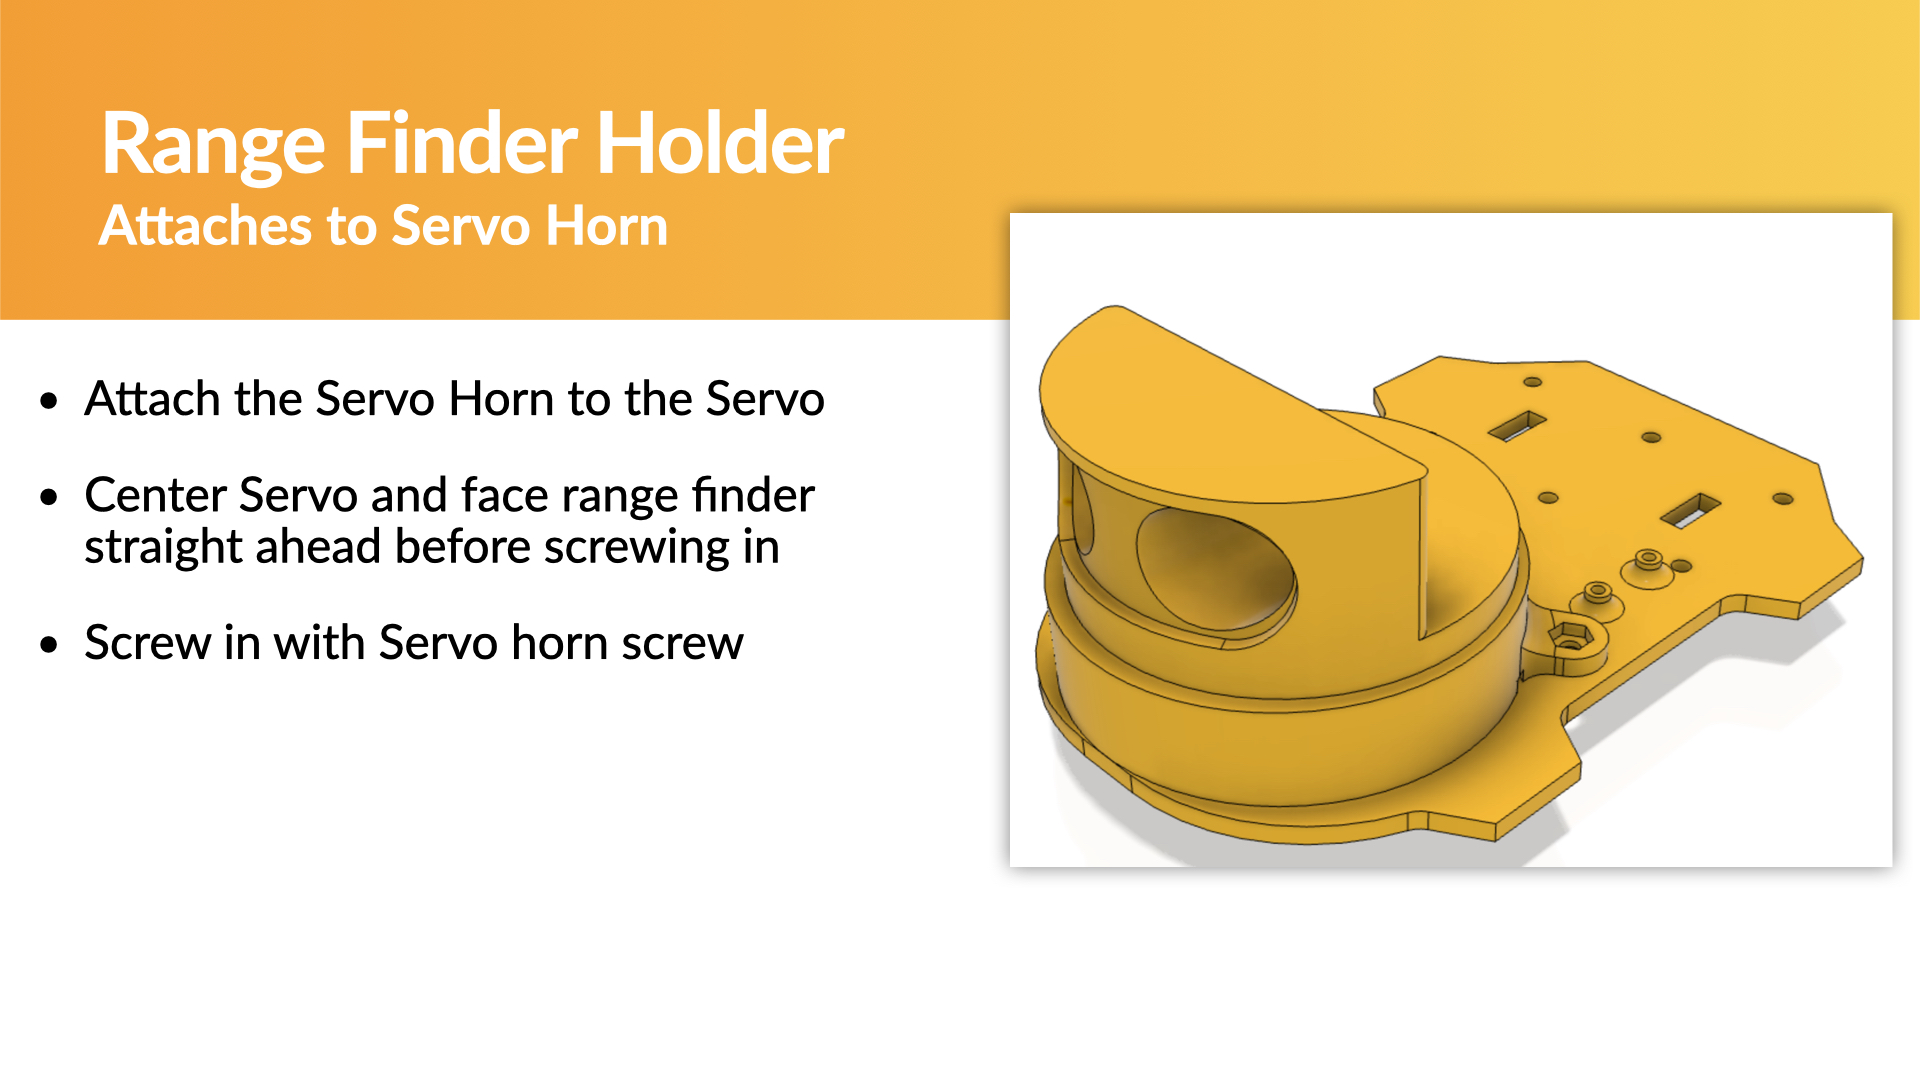 Range Finder Holder
Attaches to Servo Horn
• Attach the Servo Horn to the Servo
• Center Servo and face range finder
straight ahead before screwing in
• Screw in with Servo horn screw